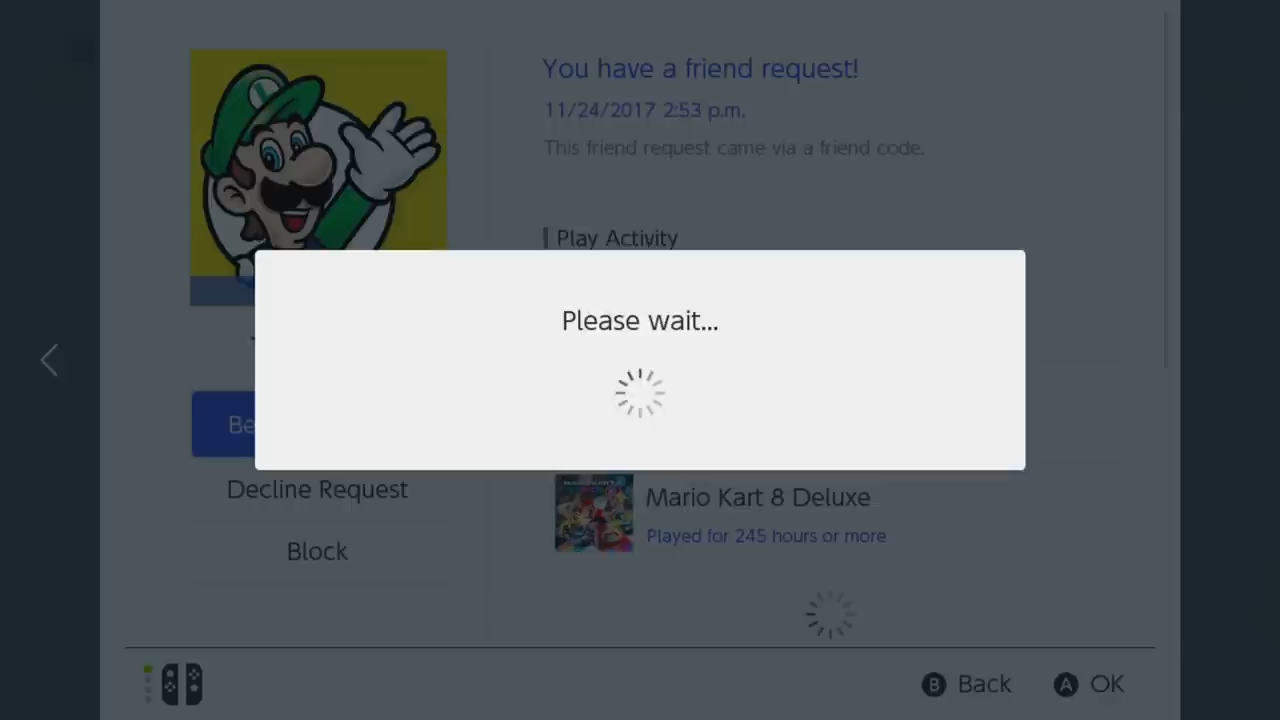 You have a friend request!
11/24/2017 2:53 p.m.
This friend request came via a friend code.
Play Activity
Please wait...
Be
Decline Request
Block
Mario Kart 8 Deluxe
Played for 245 hours or more
B Back
A OK